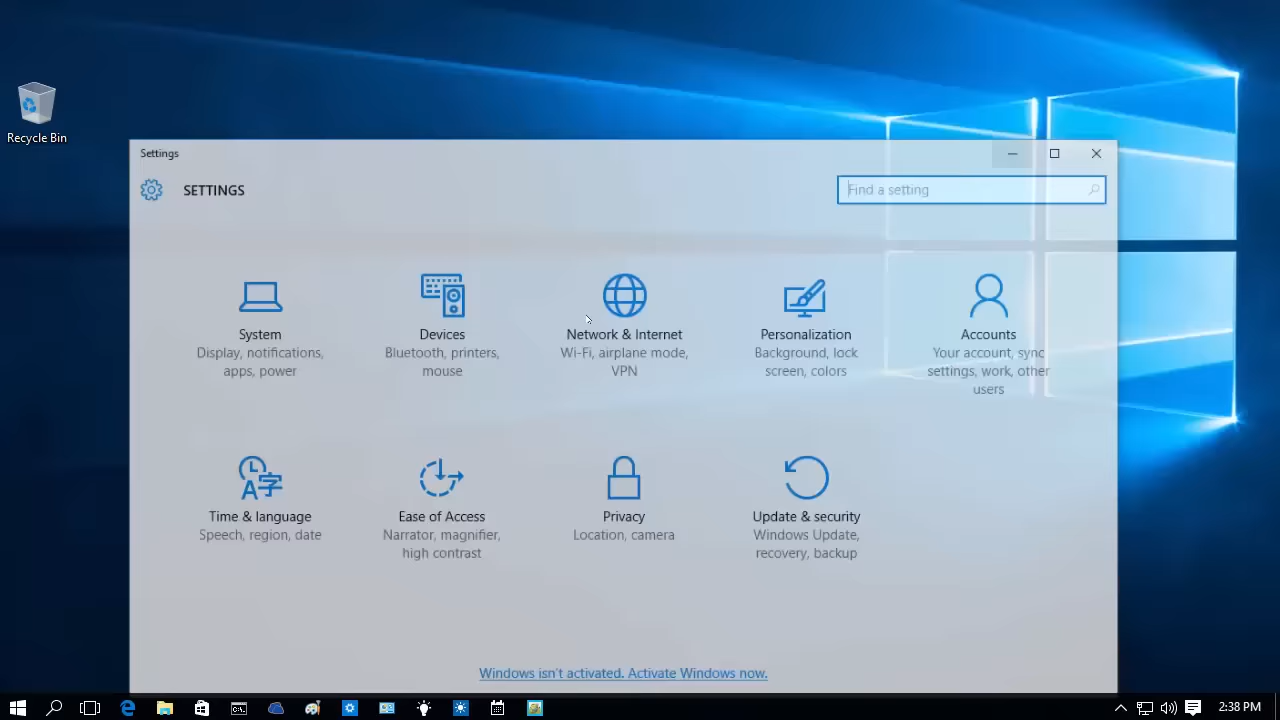 Recycle Bin
Settings
SETTINGS
Find a setting
System
Display, notifications,
apps, power
Devices
Bluetooth, printers,
mouse
Network & Internet
Wi-Fi, airplane mode,
VPN
Personalization
Background, lock
screen, colors
Accounts
Your account, sync
settings, work, other
users
Time & language
Speech, region, date
Ease of Access
Narrator, magnifier,
high contrast
Privacy
Location, camera
Update & security
Windows Update,
recovery, backup
Windows isn't activated. Activate Windows now.
2:38 PM